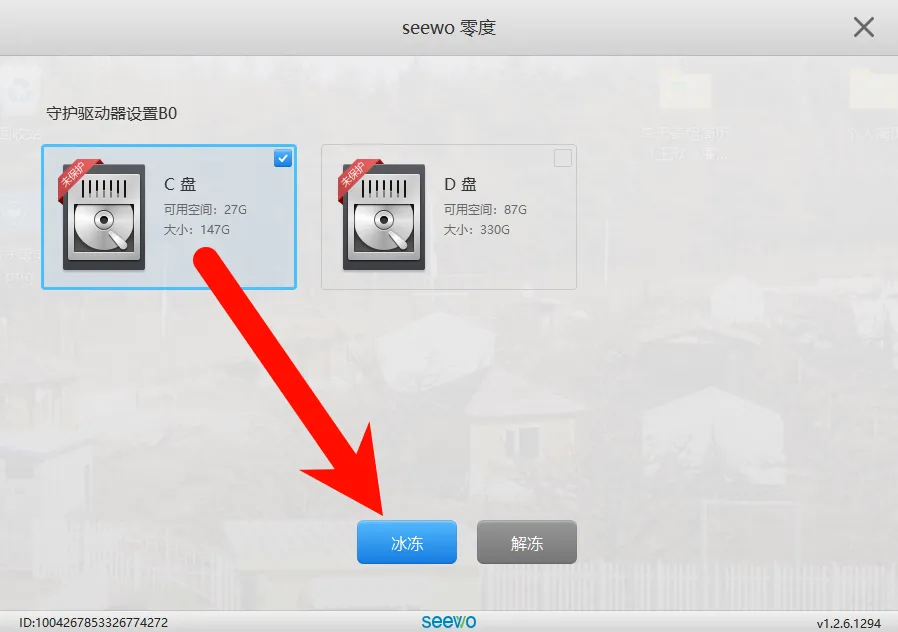 seewo 零度
守护驱动器设置B0
未保护
C 盘
可用空间：27G
大小：147G
未保护
D 盘
可用空间：87G
大小：330G
冰冻
解冻
ID:1004267853326774272
seewo
v1.2.6.1294